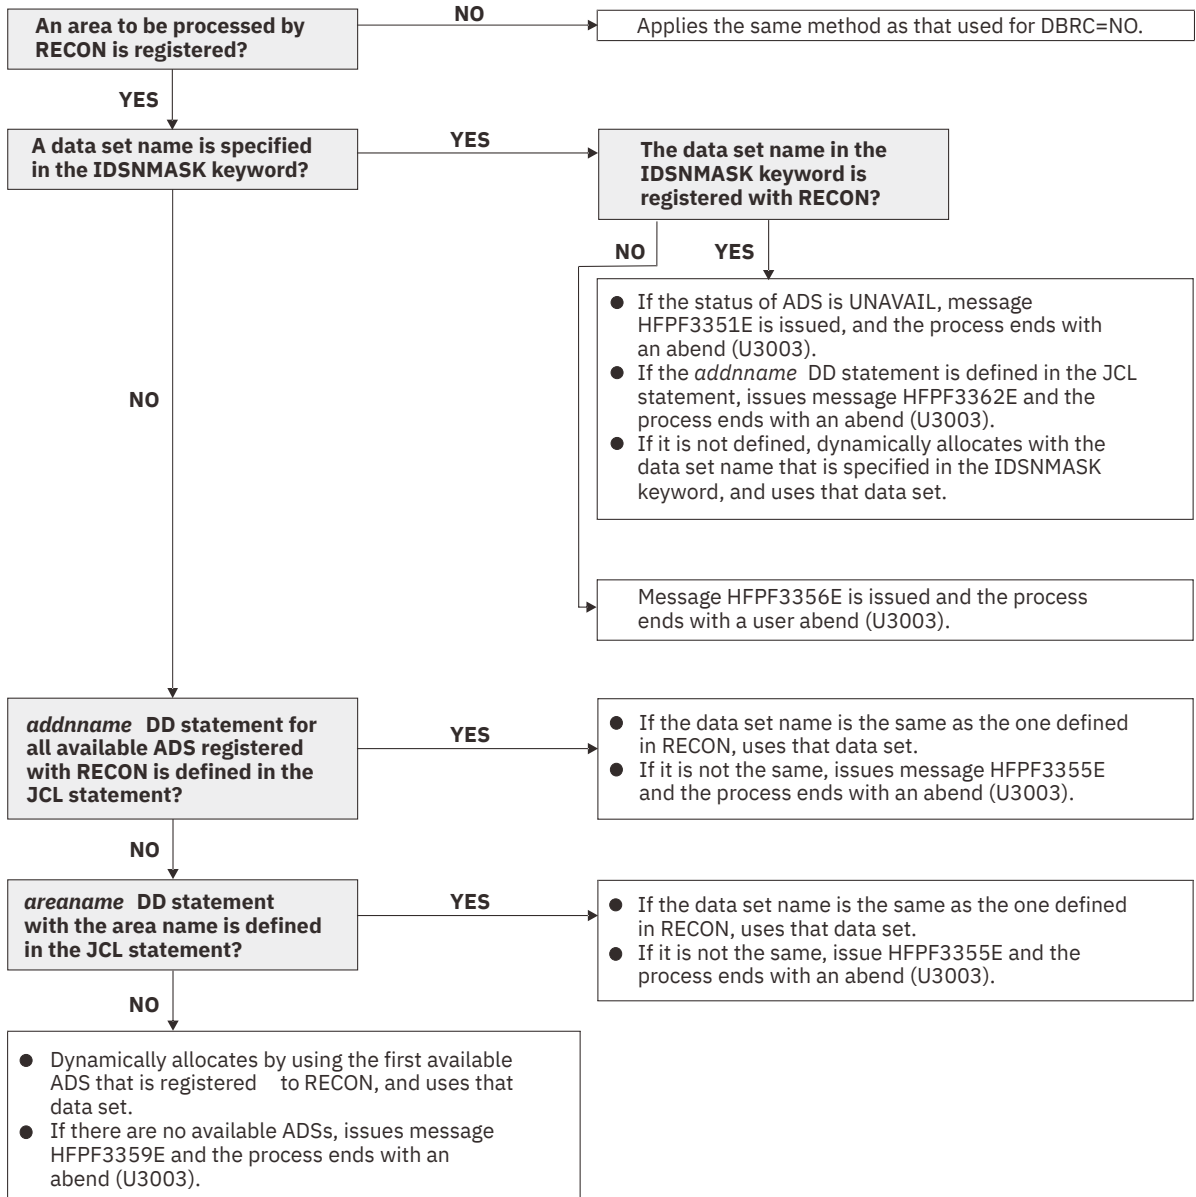 An area to be processed by
RECON is registered?
NO
Applies the same method as that used for DBRC=NO.
YES
A data set name is specified
in the IDSNMASK keyword?
YES
The data set name in the
IDSNMASK keyword is
registered with RECON?
NO
YES
● If the status of ADS is UNAVAIL, message
HFPF3351E is issued, and the process ends with
an abend (U3003).
● If the addnname DD statement is defined in the JCL
statement, issues message HFPF3362E and the
process ends with an abend (U3003).
● If it is not defined, dynamically allocates with the
data set name that is specified in the IDSNMASK
keyword, and uses that data set.
NO
Message HFPF3356E is issued and the process
ends with a user abend (U3003).
addnname DD statement for
all available ADS registered
with RECON is defined in the
JCL statement?
YES
● If the data set name is the same as the one defined
in RECON, uses that data set.
● If it is not the same, issues message HFPF3355E
and the process ends with an abend (U3003).
NO
areaname DD statement
with the area name is defined
in the JCL statement?
YES
● If the data set name is the same as the one defined
in RECON, uses that data set.
● If it is not the same, issue HFPF3355E and the
process ends with an abend (U3003).
NO
● Dynamically allocates by using the first available
ADS that is registered to RECON, and uses that
data set.
● If there are no available ADSs, issues message
HFPF3359E and the process ends with an
abend (U3003).